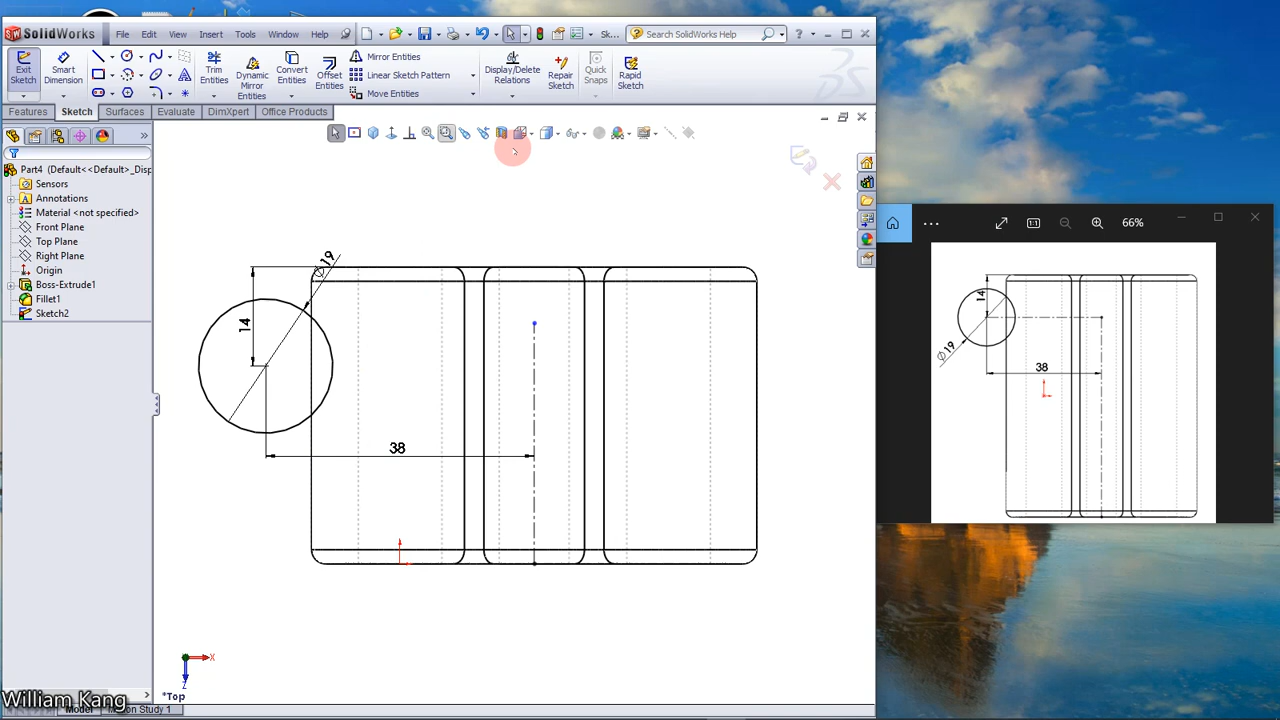 SolidWorks File Edit View Insert Tools Window Help Sk... Search SolidWorks Help
Exit Sketch
Smart Dimension
Trim Entities
Dynamic Mirror Entities
Convert Entities
Offset Entities
Mirror Entities
Linear Sketch Pattern
Move Entities
Display/Delete Relations
Repair Sketch
Quick Snaps
Rapid Sketch
Features Sketch Surfaces Evaluate DimXpert Office Products
Part4 (Default<<Default>_Disp
Sensors
Annotations
Material <not specified>
Front Plane
Top Plane
Right Plane
Origin
Boss-Extrude1
Fillet1
Sketch2
Ø19
14
38
X
Z
*Top
William Kang
Model Motion Study 1
66%
14
Ø19
38